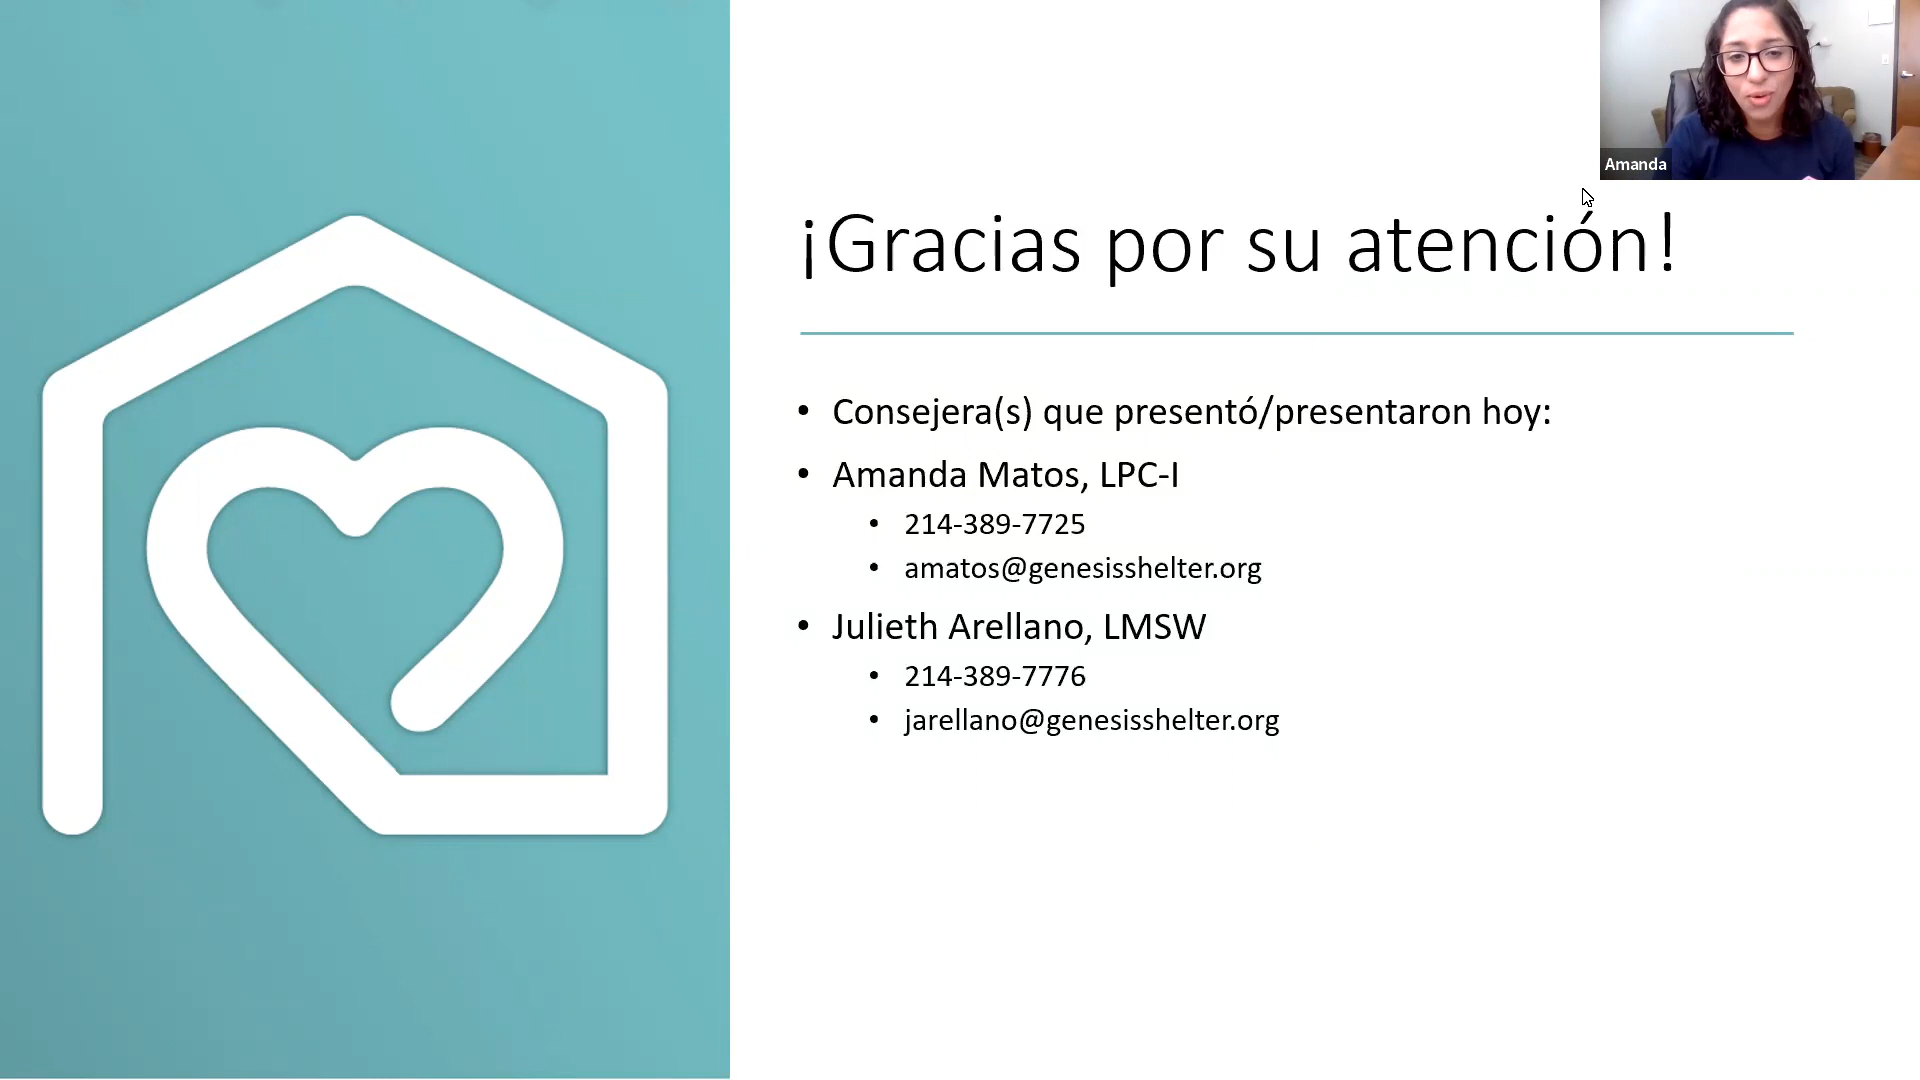 Amanda
¡Gracias por su atención!
• Consejera(s) que presentó/presentaron hoy:
• Amanda Matos, LPC-I
• 214-389-7725
• amatos@genesisshelter.org
• Julieth Arellano, LMSW
• 214-389-7776
• jarellano@genesisshelter.org